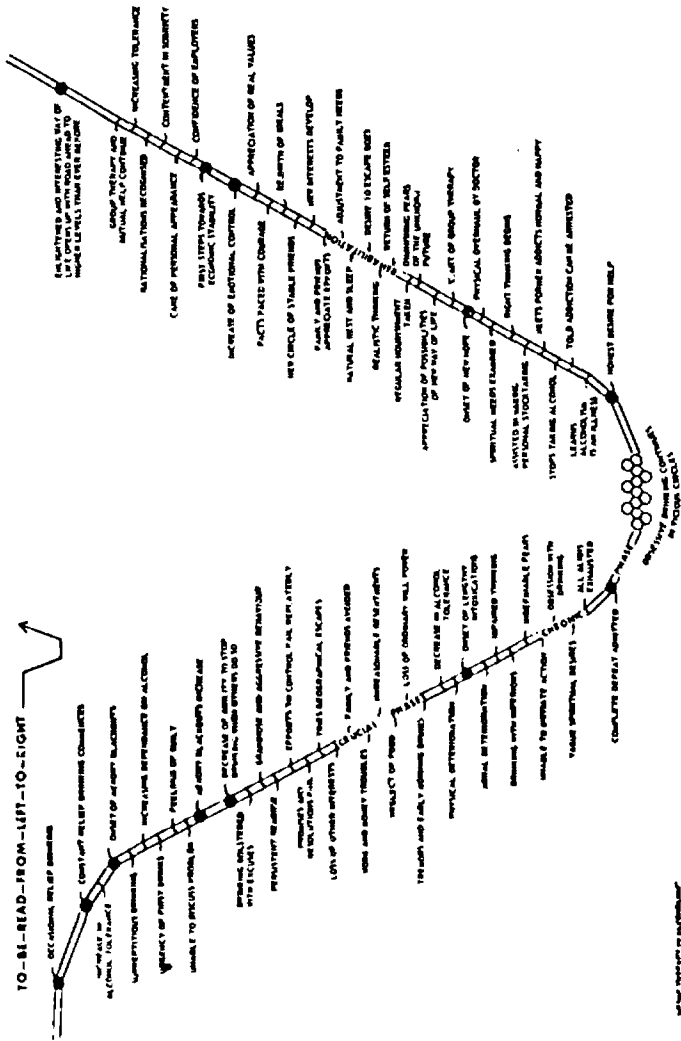 TO-BE-READ-FROM-LEFT-TO-RIGHT
OCCASIONAL RELIEF DRINKING
CONSTANT RELIEF DRINKING COMMENCES
INCREASE IN
ALCOHOL TOLERANCE
ONSET OF MEMORY BLACKOUTS
SURREPTITIOUS DRINKING
INCREASING DEPENDENCE ON ALCOHOL
URGENCY OF FIRST DRINKS
FEELINGS OF GUILT
UNABLE TO DISCUSS PROBLEM
MEMORY BLACKOUTS INCREASE
DECREASE OF ABILITY TO STOP
DRINKING WHEN OTHERS DO SO
DRINKING BOLSTERED
WITH EXCUSES
GRANDIOSE AND AGGRESSIVE BEHAVIOUR
PERSISTENT REMORSE
EFFORTS TO CONTROL FAIL REPEATEDLY
PROMISES AND
RESOLUTIONS FAIL
TRIES GEOGRAPHICAL ESCAPES
LOSS OF OTHER INTERESTS
FAMILY AND FRIENDS AVOIDED
WORK AND MONEY TROUBLES
CRUCIAL
PHASE
UNREASONABLE RESENTMENTS
NEGLECT OF FOOD
LOSS OF ORDINARY WILL POWER
TREMORS AND EARLY MORNING DRINKS
DECREASE IN ALCOHOL
TOLERANCE
PHYSICAL DETERIORATION
ONSET OF LENGTHY
INTOXICATIONS
MORAL DETERIORATION
IMPAIRED THINKING
DRINKING WITH INFERIORS
INDEFINABLE FEARS
UNABLE TO INITIATE ACTION
OBSESSION WITH
DRINKING
VAGUE SPIRITUAL DESIRES
CHRONIC
PHASE
ALL ALIBIS
EXHAUSTED
COMPLETE DEFEAT ADMITTED
OBSESSIVE DRINKING CONTINUES
IN VICIOUS CIRCLES
HONEST DESIRE FOR HELP
LEARNS
ALCOHOLISM
IS AN ILLNESS
TOLD ADDICTION CAN BE ARRESTED
STOPS TAKING ALCOHOL
MEETS FORMER ADDICTS NORMAL AND HAPPY
ASSISTED IN MAKING
PERSONAL STOCKTAKING
RIGHT THINKING BEGINS
SPIRITUAL NEEDS EXAMINED
PHYSICAL OVERHAUL BY DOCTOR
ONSET OF NEW HOPE
START OF GROUP THERAPY
APPRECIATION OF POSSIBILITIES
OF NEW WAY OF LIFE
DIMINISHING FEARS
OF THE UNKNOWN
FUTURE
REGULAR NOURISHMENT
TAKEN
RETURN OF SELF ESTEEM
REALISTIC THINKING
DESIRE TO ESCAPE GOES
NATURAL REST AND SLEEP
REHABILITATION
ADJUSTMENT TO FAMILY NEEDS
FAMILY AND FRIENDS
APPRECIATE EFFORTS
NEW INTERESTS DEVELOP
NEW CIRCLE OF STABLE FRIENDS
REBIRTH OF IDEALS
FACTS FACED WITH COURAGE
APPRECIATION OF REAL VALUES
INCREASE OF EMOTIONAL CONTROL
FIRST STEPS TOWARDS
ECONOMIC STABILITY
CONFIDENCE OF EMPLOYERS
CARE OF PERSONAL APPEARANCE
CONTENTMENT IN SOBRIETY
RATIONALISATIONS RECOGNISED
INCREASING TOLERANCE
GROUP THERAPY AND
MUTUAL HELP CONTINUE
ENLIGHTENED AND INTERESTING WAY OF
LIFE OPENS UP WITH ROAD AHEAD TO
HIGHER LEVELS THAN EVER BEFORE